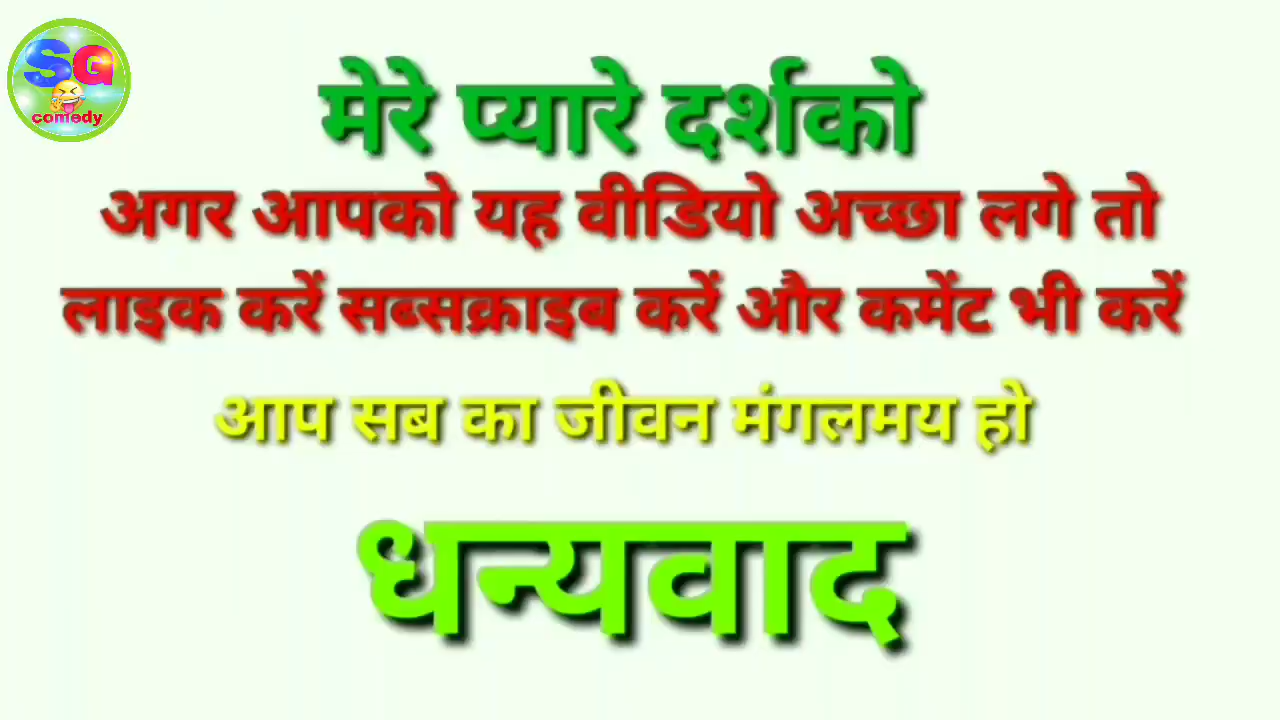 SG
comedy
मेरे प्यारे दर्शको
अगर आपको यह वीडियो अच्छा लगे तो
लाइक करें सब्सक्राइब करें और कमेंट भी करें
आप सब का जीवन मंगलमय हो
धन्यवाद